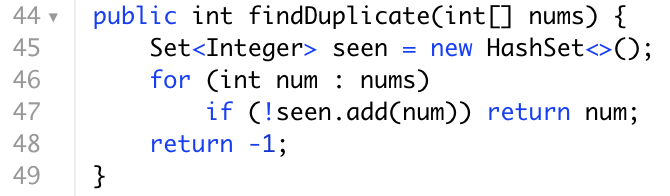 44 ▾ public int findDuplicate(int[] nums) {
45     Set<Integer> seen = new HashSet<>();
46     for (int num : nums)
47         if (!seen.add(num)) return num;
48     return -1;
49 }